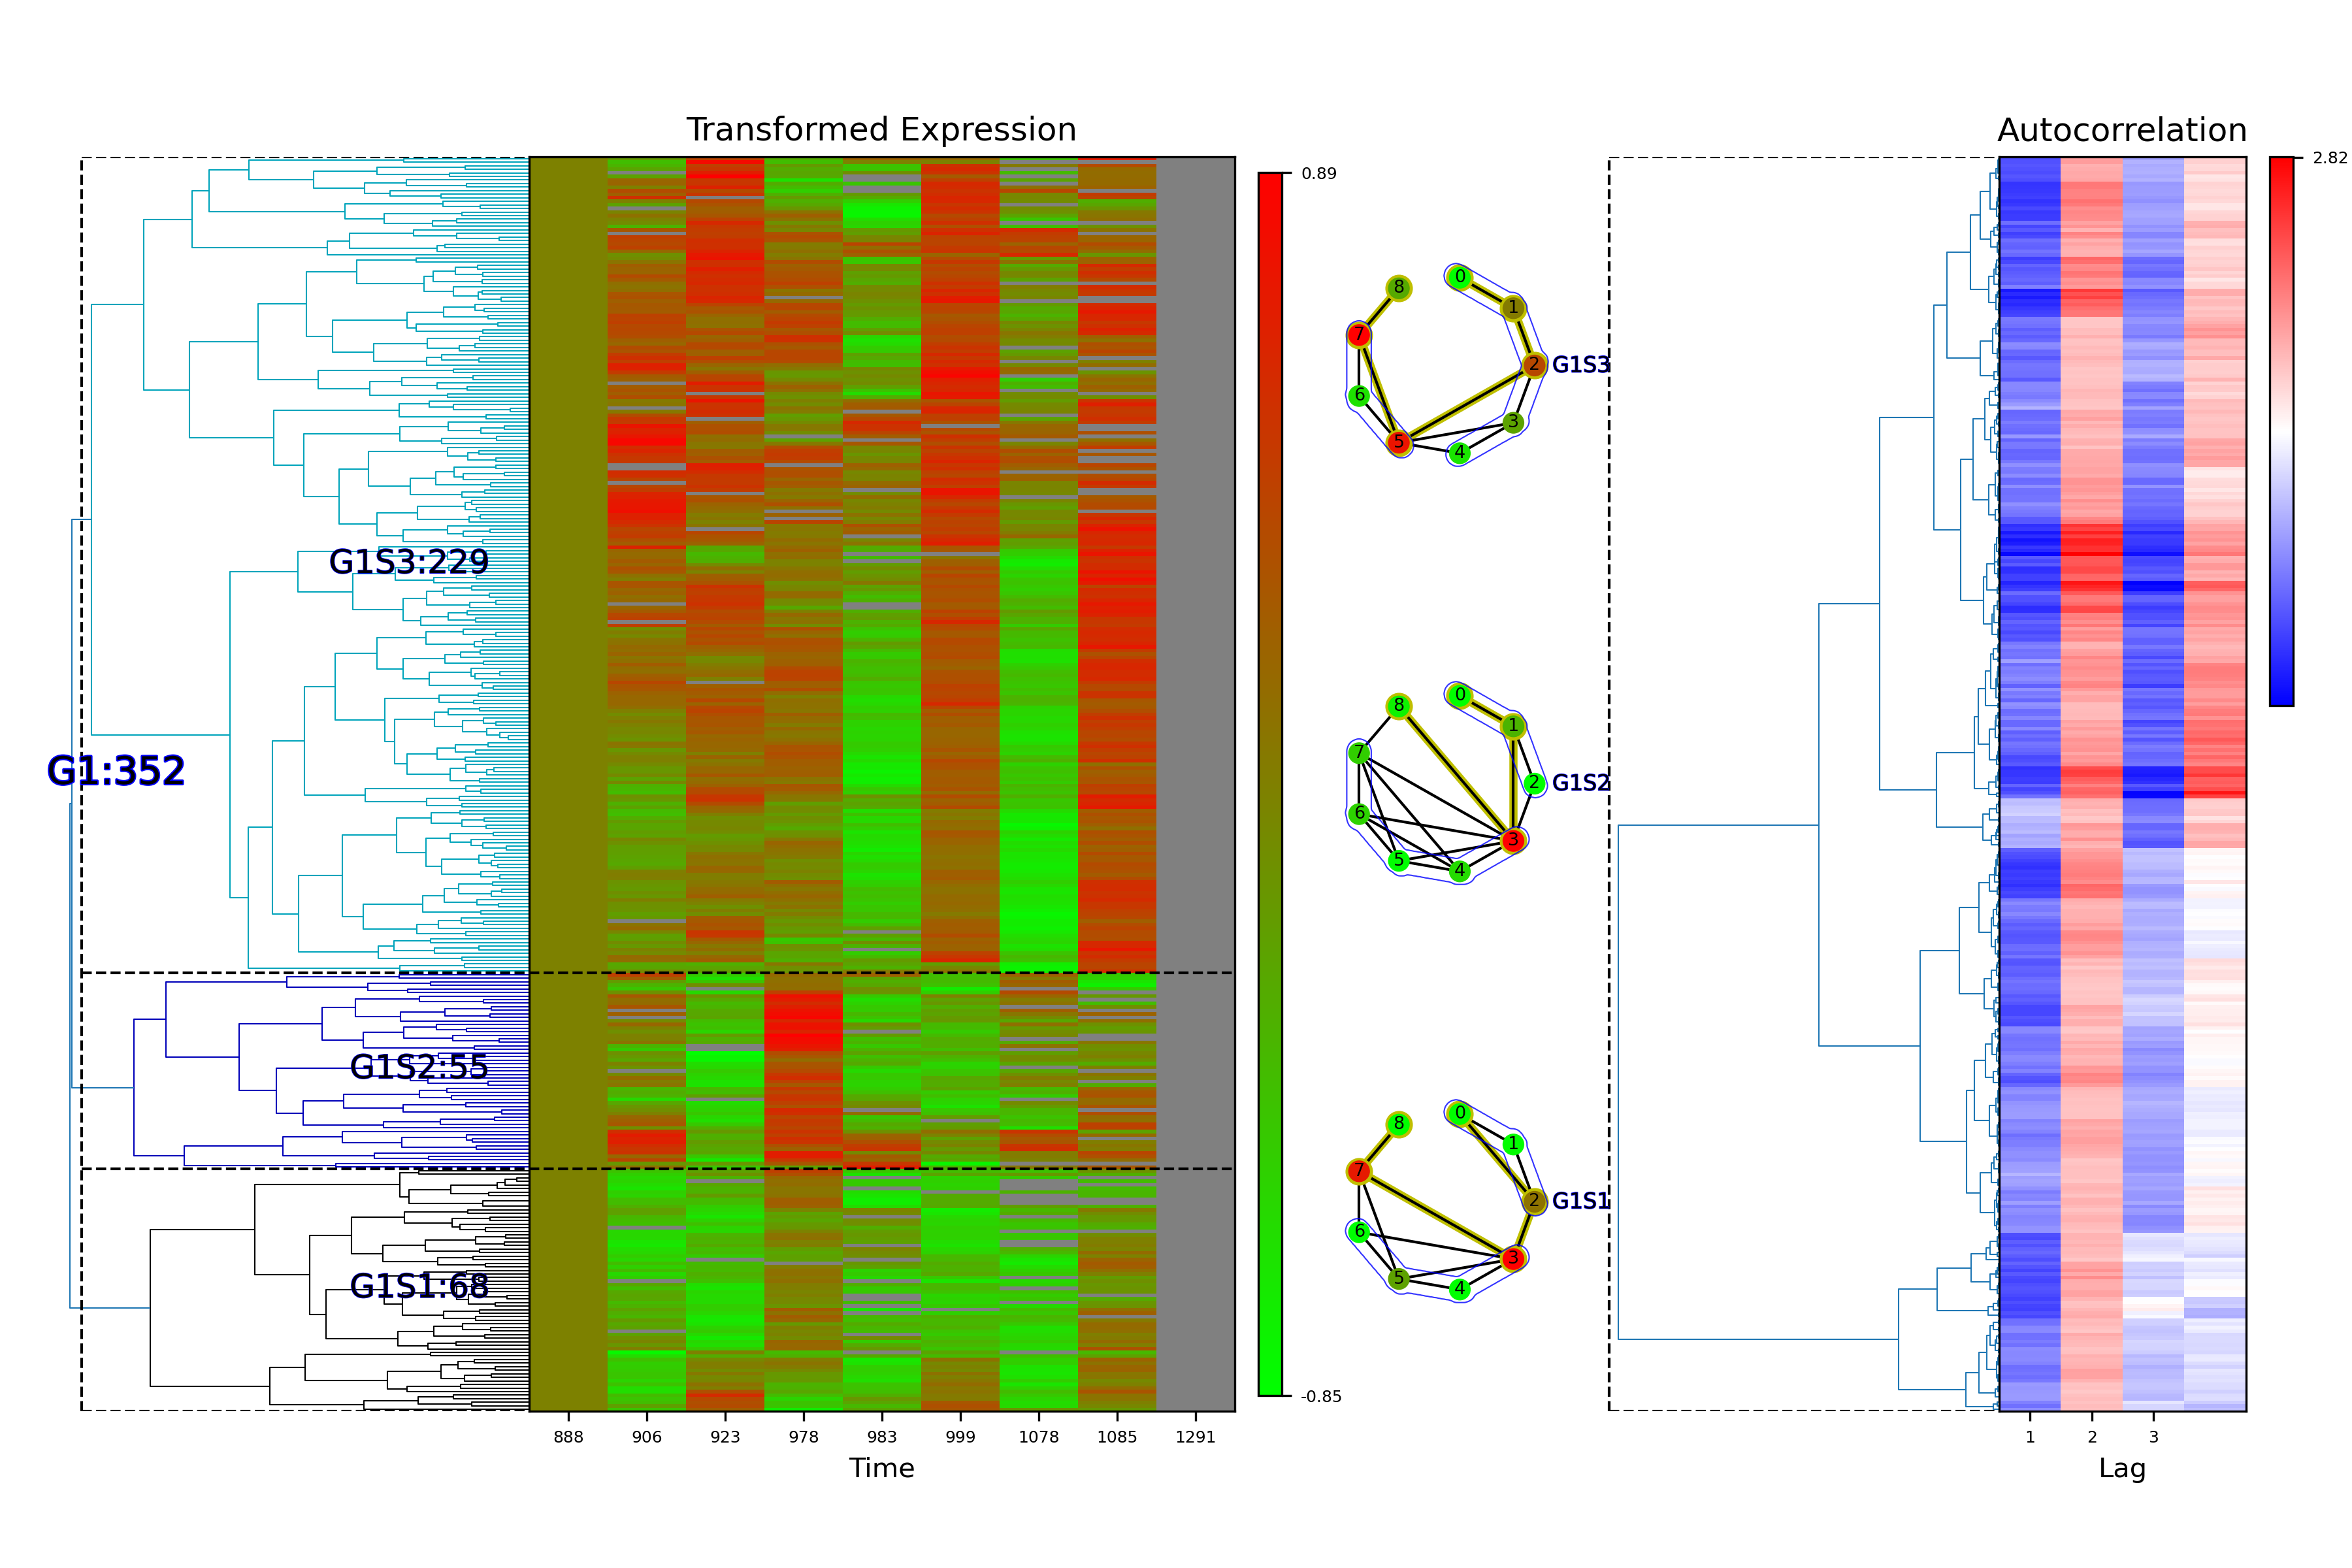 Transformed Expression
Autocorrelation
0.89
2.82
0
8
1
7
2
G1S3
6
3
5
4
G1S3:229
0
8
1
7
2
G1S2
6
3
5
4
G1:352
G1S2:55
0
8
1
7
2
G1S1
6
3
5
4
G1S1:68
-0.85
888 906 923 978 983 999 1078 1085 1291
1 2 3
Time
Lag